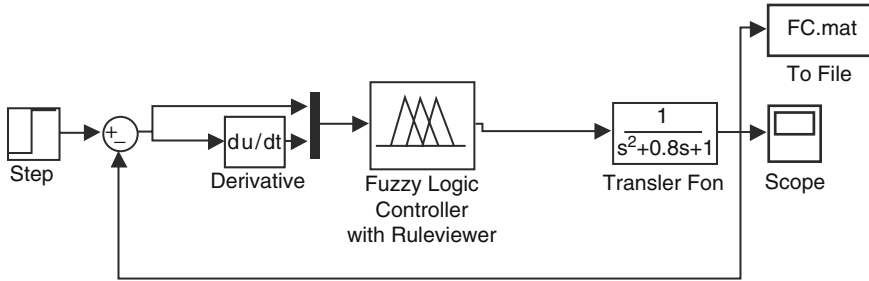 FC.mat
To File
+
−
du/dt
1
s²+0.8s+1
Step
Derivative
Fuzzy Logic
Controller
with Ruleviewer
Transler Fon
Scope